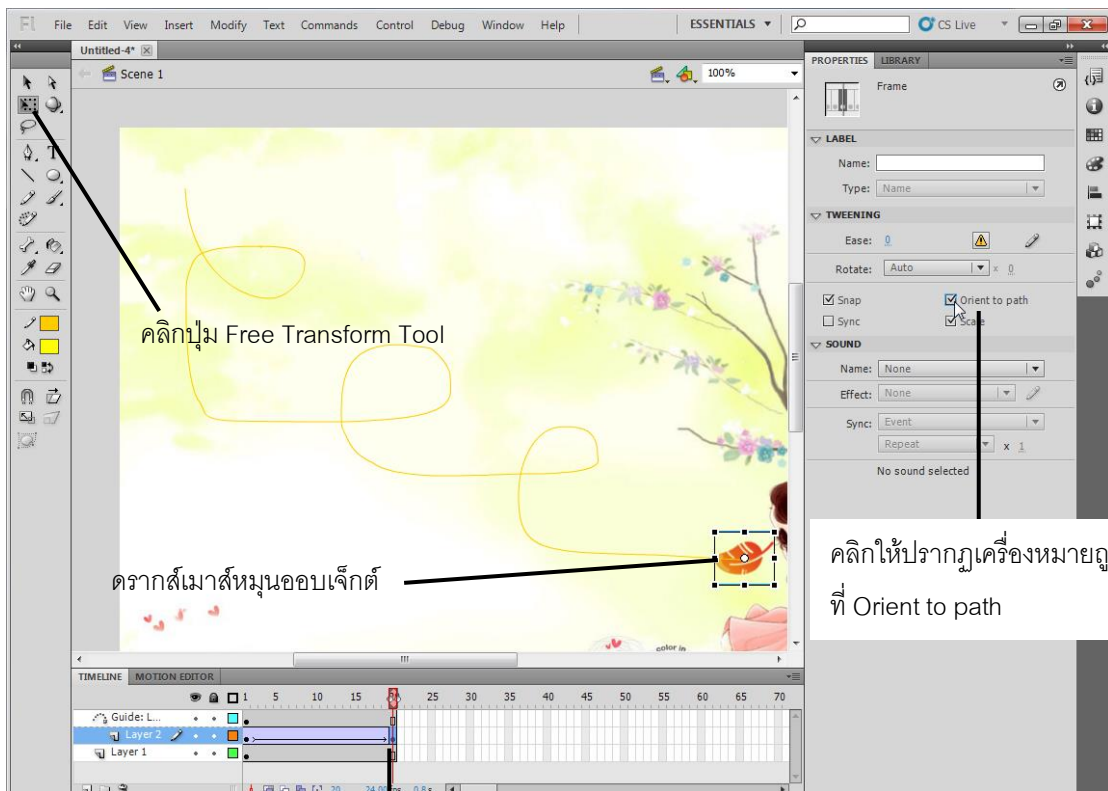 Fl File Edit View Insert Modify Text Commands Control Debug Window Help ESSENTIALS CS Live
Untitled-4*
Scene 1 100%
PROPERTIES LIBRARY
Frame
LABEL
Name:
Type: Name
TWEENING
Ease: 0
Rotate: Auto x 0
Snap Orient to path
Sync Scale
SOUND
Name: None
Effect: None
Sync: Event
Repeat x 1
No sound selected
คลิกปุ่ม Free Transform Tool
ดรากส์เมาส์หมุนออบเจ็กต์
คลิกให้ปรากฏเครื่องหมายถู
ที่ Orient to path
color in
TIMELINE MOTION EDITOR
1 5 10 15 25 30 35 40 45 50 55 60 65 70
Guide: L...
Layer 2
Layer 1
20 0.8 s